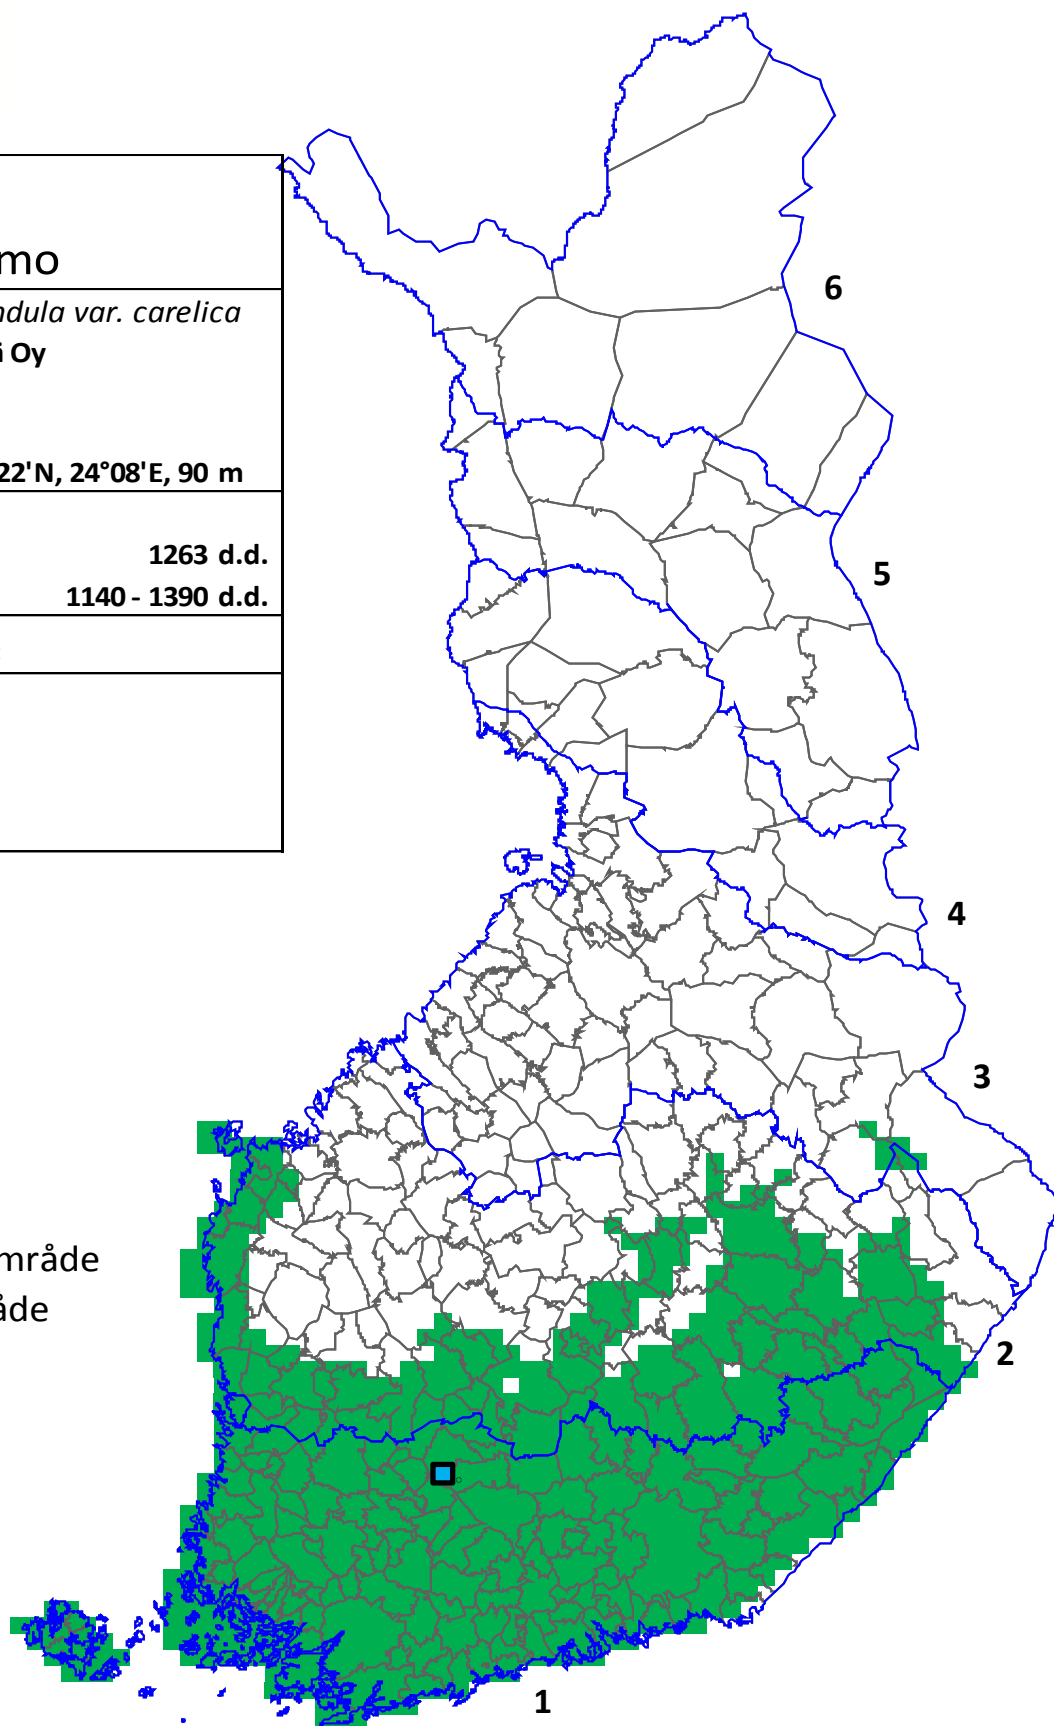 mo
ndula var. carelica
i Oy
22'N, 24°08'E, 90 m
1263 d.d.
1140 - 1390 d.d.
mråde
åde
6
5
4
3
2
1